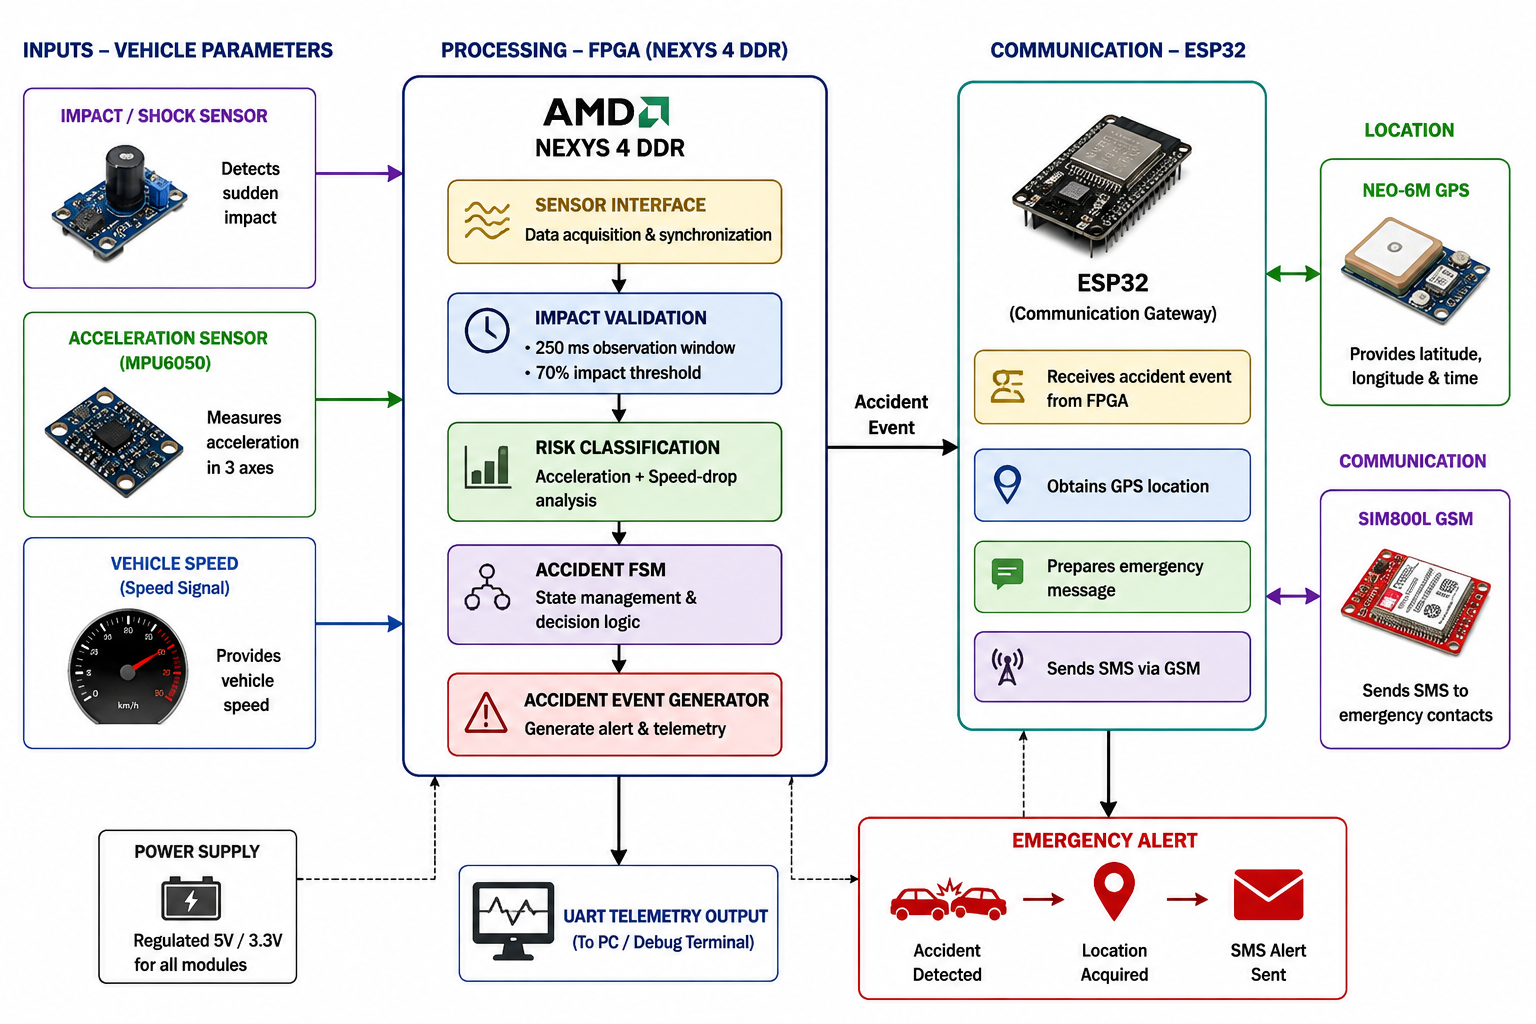 INPUTS – VEHICLE PARAMETERS
IMPACT / SHOCK SENSOR
Detects
sudden
impact
ACCELERATION SENSOR
(MPU6050)
Measures
acceleration
in 3 axes
VEHICLE SPEED
(Speed Signal)
km/h
Provides
vehicle
speed
POWER SUPPLY
Regulated 5V / 3.3V
for all modules
PROCESSING – FPGA (NEXYS 4 DDR)
AMD
NEXYS 4 DDR
SENSOR INTERFACE
Data acquisition & synchronization
IMPACT VALIDATION
• 250 ms observation window
• 70% impact threshold
RISK CLASSIFICATION
Acceleration + Speed-drop
analysis
ACCIDENT FSM
State management &
decision logic
ACCIDENT EVENT GENERATOR
Generate alert & telemetry
UART TELEMETRY OUTPUT
(To PC / Debug Terminal)
Accident
Event
COMMUNICATION – ESP32
ESP32
(Communication Gateway)
Receives accident event
from FPGA
Obtains GPS location
Prepares emergency
message
Sends SMS via GSM
LOCATION
NEO-6M GPS
Provides latitude,
longitude & time
COMMUNICATION
SIM800L GSM
Sends SMS to
emergency contacts
EMERGENCY ALERT
Accident
Detected
Location
Acquired
SMS Alert
Sent